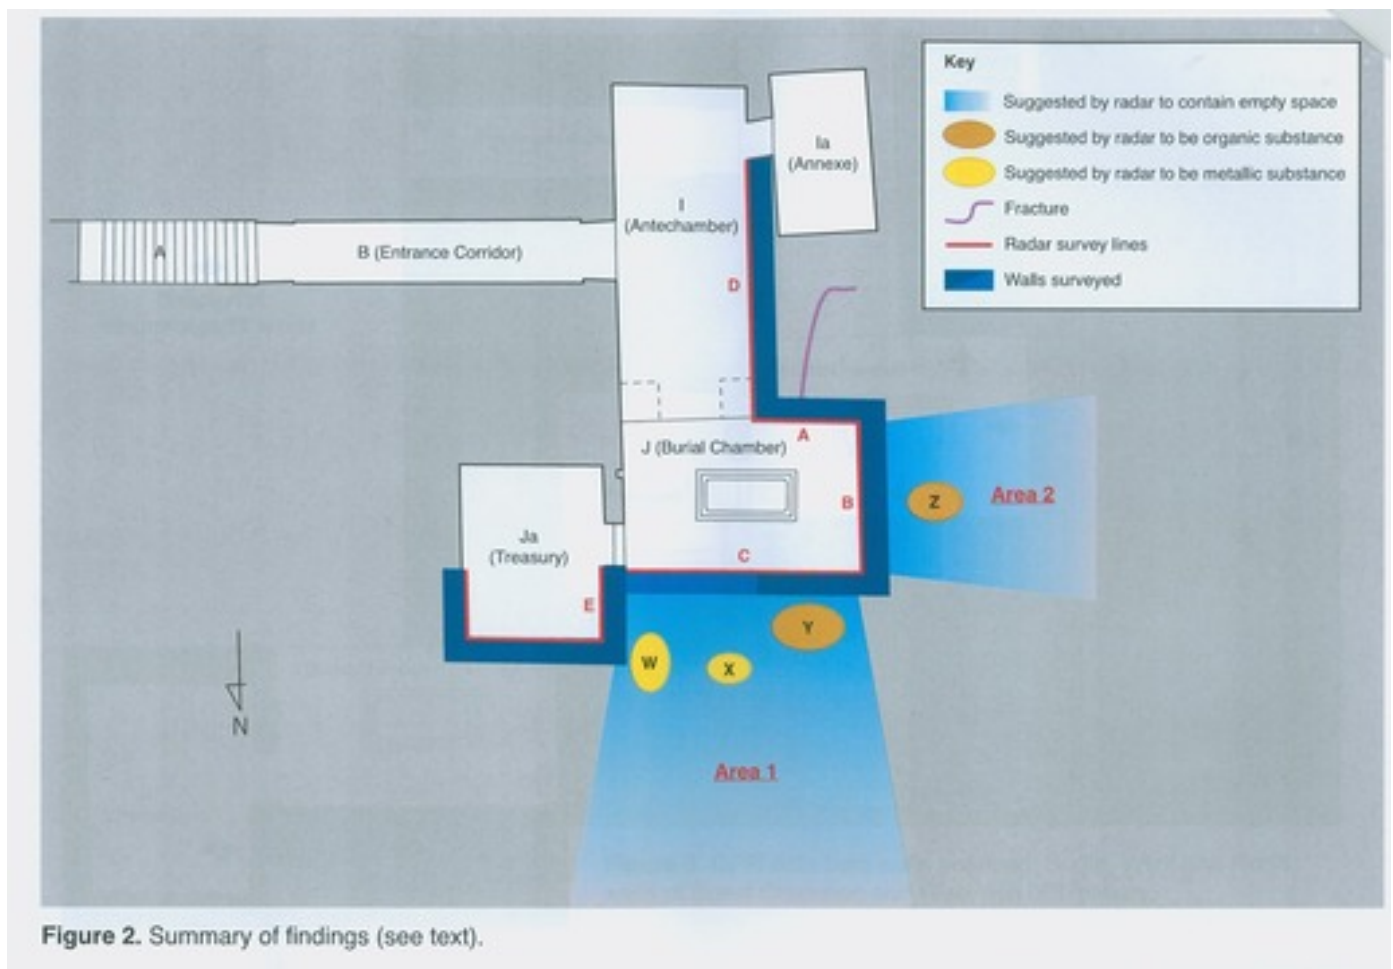 Key
Suggested by radar to contain empty space
Suggested by radar to be organic substance
Suggested by radar to be metallic substance
Fracture
Radar survey lines
Walls surveyed
Ia
(Annexe)
I
(Antechamber)
A
B (Entrance Corridor)
D
A
J (Burial Chamber)
B
Z
Area 2
C
Ja
(Treasury)
E
Y
W
X
N
Area 1
Figure 2. Summary of findings (see text).